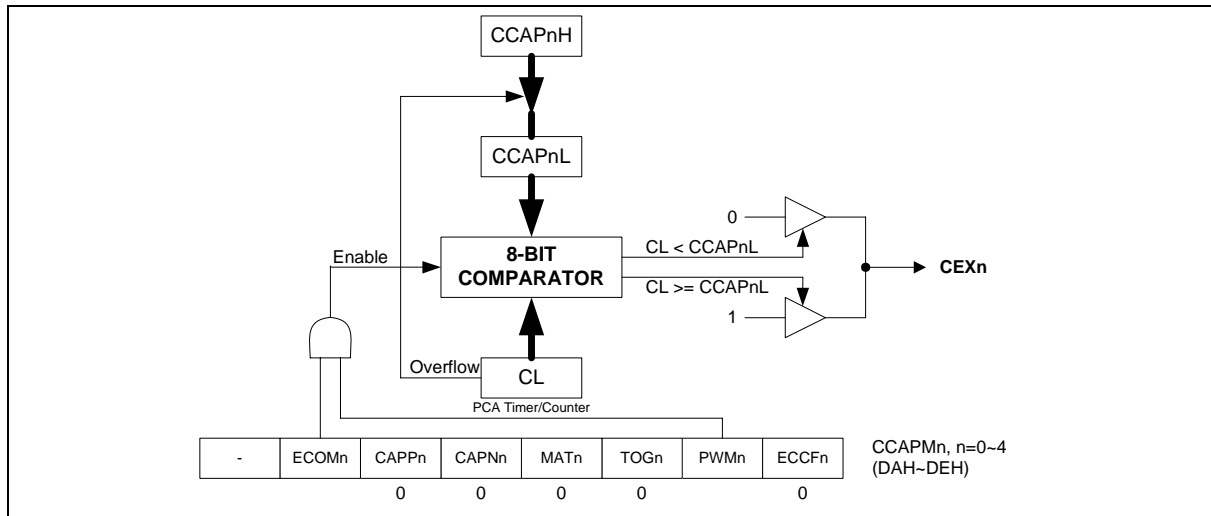 CCAPnH
CCAPnL
0
CL < CCAPnL
Enable
8-BIT
COMPARATOR
CEXn
CL >= CCAPnL
1
Overflow
CL
PCA Timer/Counter
- ECOMn CAPPn CAPNn MATn TOGn PWMn ECCFn
CCAPMn, n=0~4
(DAH~DEH)
0 0 0 0 0